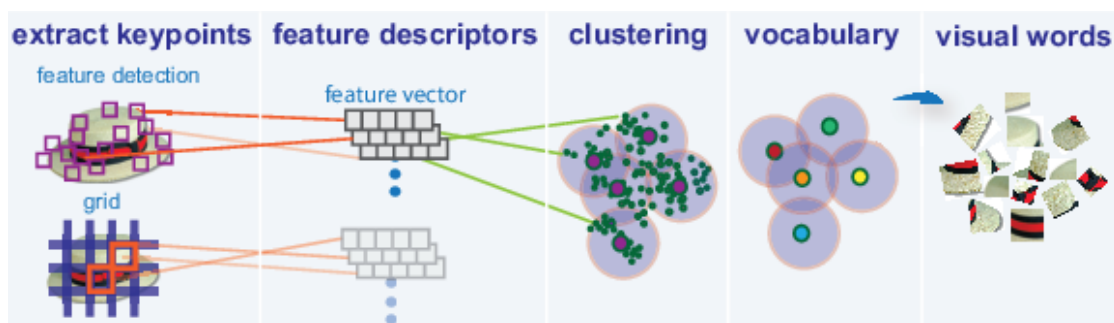 extract keypoints
feature descriptors
clustering
vocabulary
visual words
feature detection
feature vector
grid